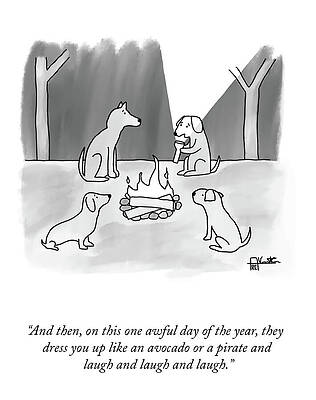 “And then, on this one awful day of the year, they
dress you up like an avocado or a pirate and
laugh and laugh and laugh.”